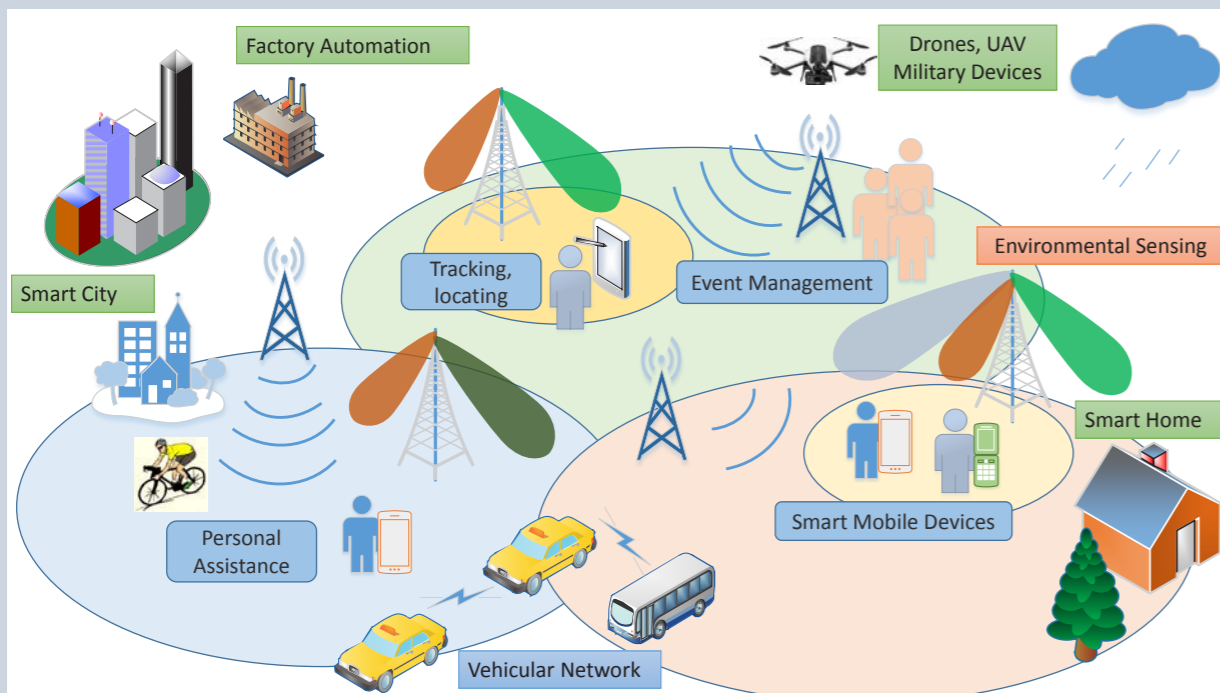 Factory Automation
Drones, UAV
Military Devices
Environmental Sensing
Tracking,
locating
Event Management
Smart City
Smart Home
Smart Mobile Devices
Personal
Assistance
Vehicular Network